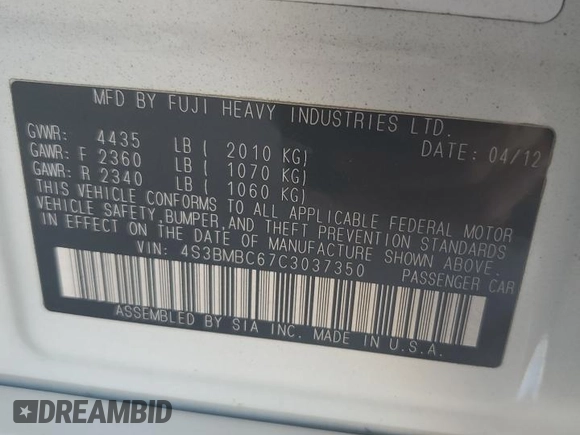 MFD BY FUJI HEAVY INDUSTRIES LTD.
GVWR: 4435 LB ( 2010 KG) DATE: 04/12
GAWR: F 2360 LB ( 1070 KG)
GAWR: R 2340 LB ( 1060 KG)
THIS VEHICLE CONFORMS TO ALL APPLICABLE FEDERAL MOTOR
VEHICLE SAFETY,BUMPER,AND THEFT PREVENTION STANDARDS
IN EFFECT ON THE DATE OF MANUFACTURE SHOWN ABOVE.
VIN: 4S3BMBC67C3037350 PASSENGER CAR
ASSEMBLED BY SIA INC. MADE IN U.S.A.
DREAMBID